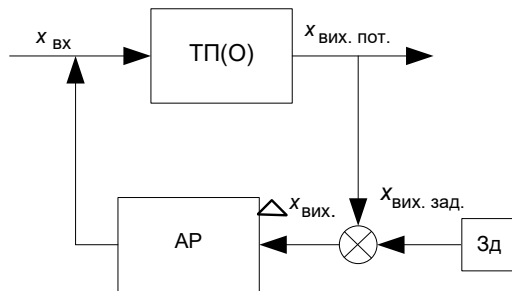 x вх
ТП(О)
x вих. пот.
△ x вих.
x вих. зад.
АР
Зд